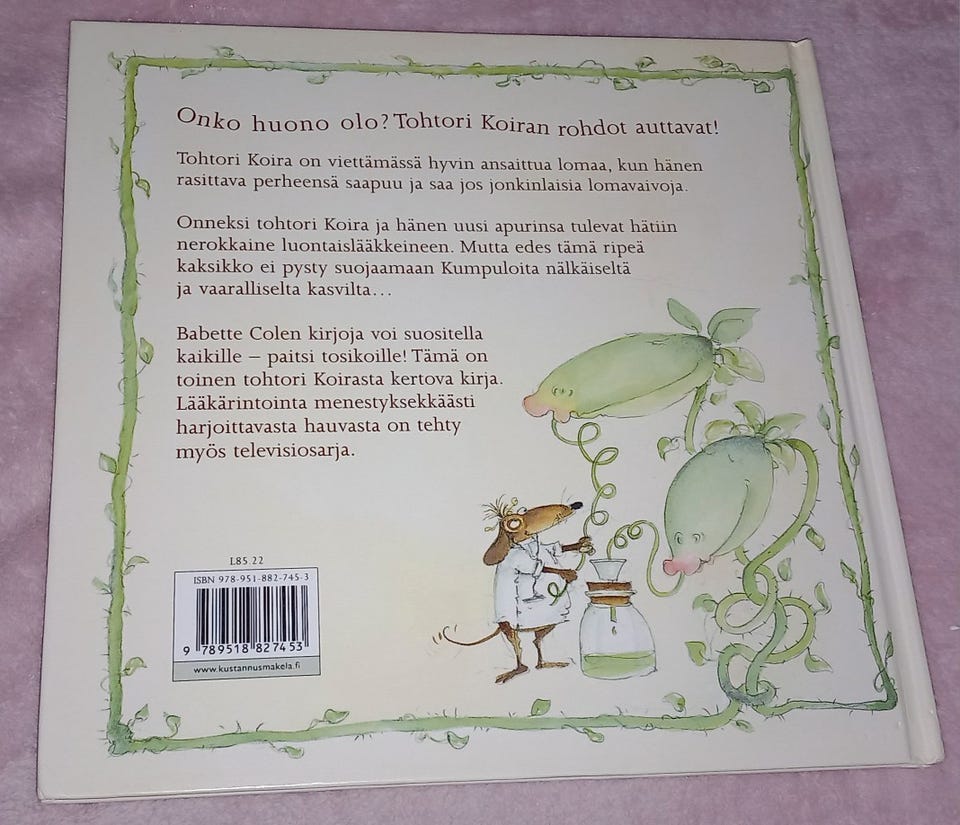 Onko huono olo? Tohtori Koiran rohdot auttavat!
Tohtori Koira on viettämässä hyvin ansaittua lomaa, kun hänen
rasittava perheensä saapuu ja saa jos jonkinlaisia lomavaivoja.
Onneksi tohtori Koira ja hänen uusi apurinsa tulevat hätiin
nerokkaine luontaislääkkeineen. Mutta edes tämä ripeä
kaksikko ei pysty suojaamaan Kumpuloita nälkäiseltä
ja vaaralliselta kasvilta...
Babette Colen kirjoja voi suositella
kaikille – paitsi tosikoille! Tämä on
toinen tohtori Koirasta kertova kirja.
Lääkärintointa menestyksekkäästi
harjoittavasta hauvasta on tehty
myös televisiosarja.
L85.22
ISBN 978-951-882-745-3
9 789518 827453
www.kustannusmakela.fi